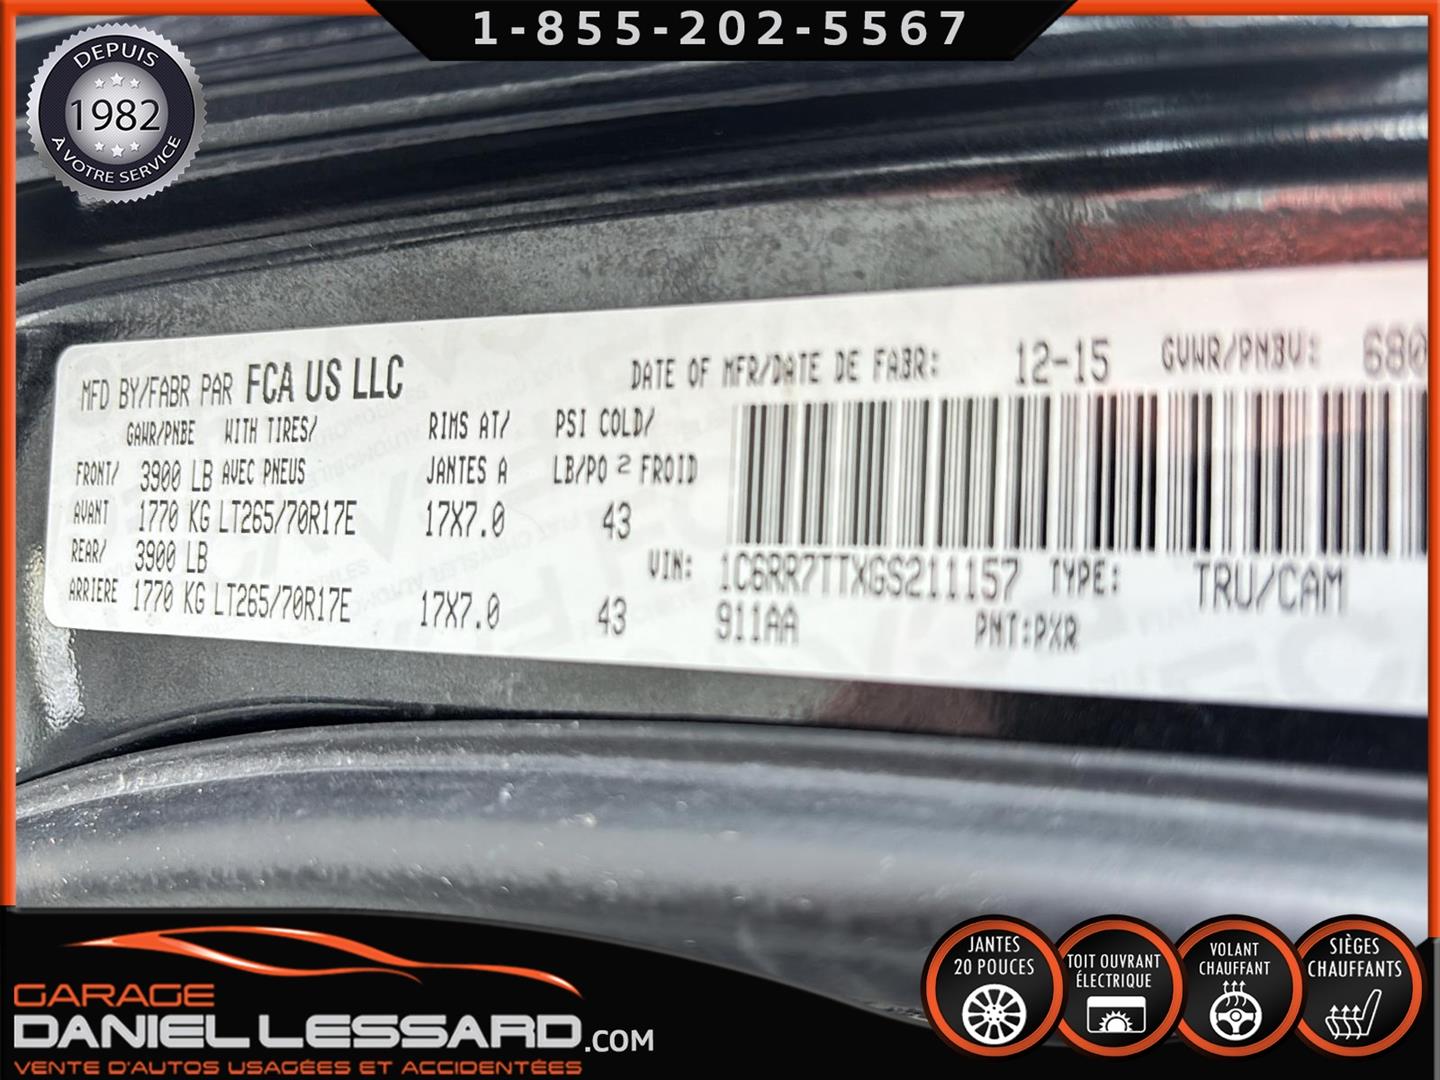 1-855-202-5567
DEPUIS
1982
À VOTRE SERVICE
MFD BY/FABR PAR FCA US LLC
DATE OF MFR/DATE DE FABR: 12-15 GVWR/PNBV: 680
GAWR/PNBE WITH TIRES/ RIMS AT/ PSI COLD/
FRONT/ 3900 LB AVEC PNEUS JANTES A LB/PO 2 FROID
AVANT 1770 KG LT265/70R17E 17X7.0 43
REAR/ 3900 LB
ARRIERE 1770 KG LT265/70R17E 17X7.0 43
VIN: 1C6RR7TTXGS211157 TYPE: TRU/CAM
911AA PNT:PXR
GARAGE
DANIEL LESSARD.COM
VENTE D'AUTOS USAGÉES ET ACCIDENTÉES
JANTES
20 POUCES
TOIT OUVRANT
ÉLECTRIQUE
VOLANT
CHAUFFANT
SIÈGES
CHAUFFANTS